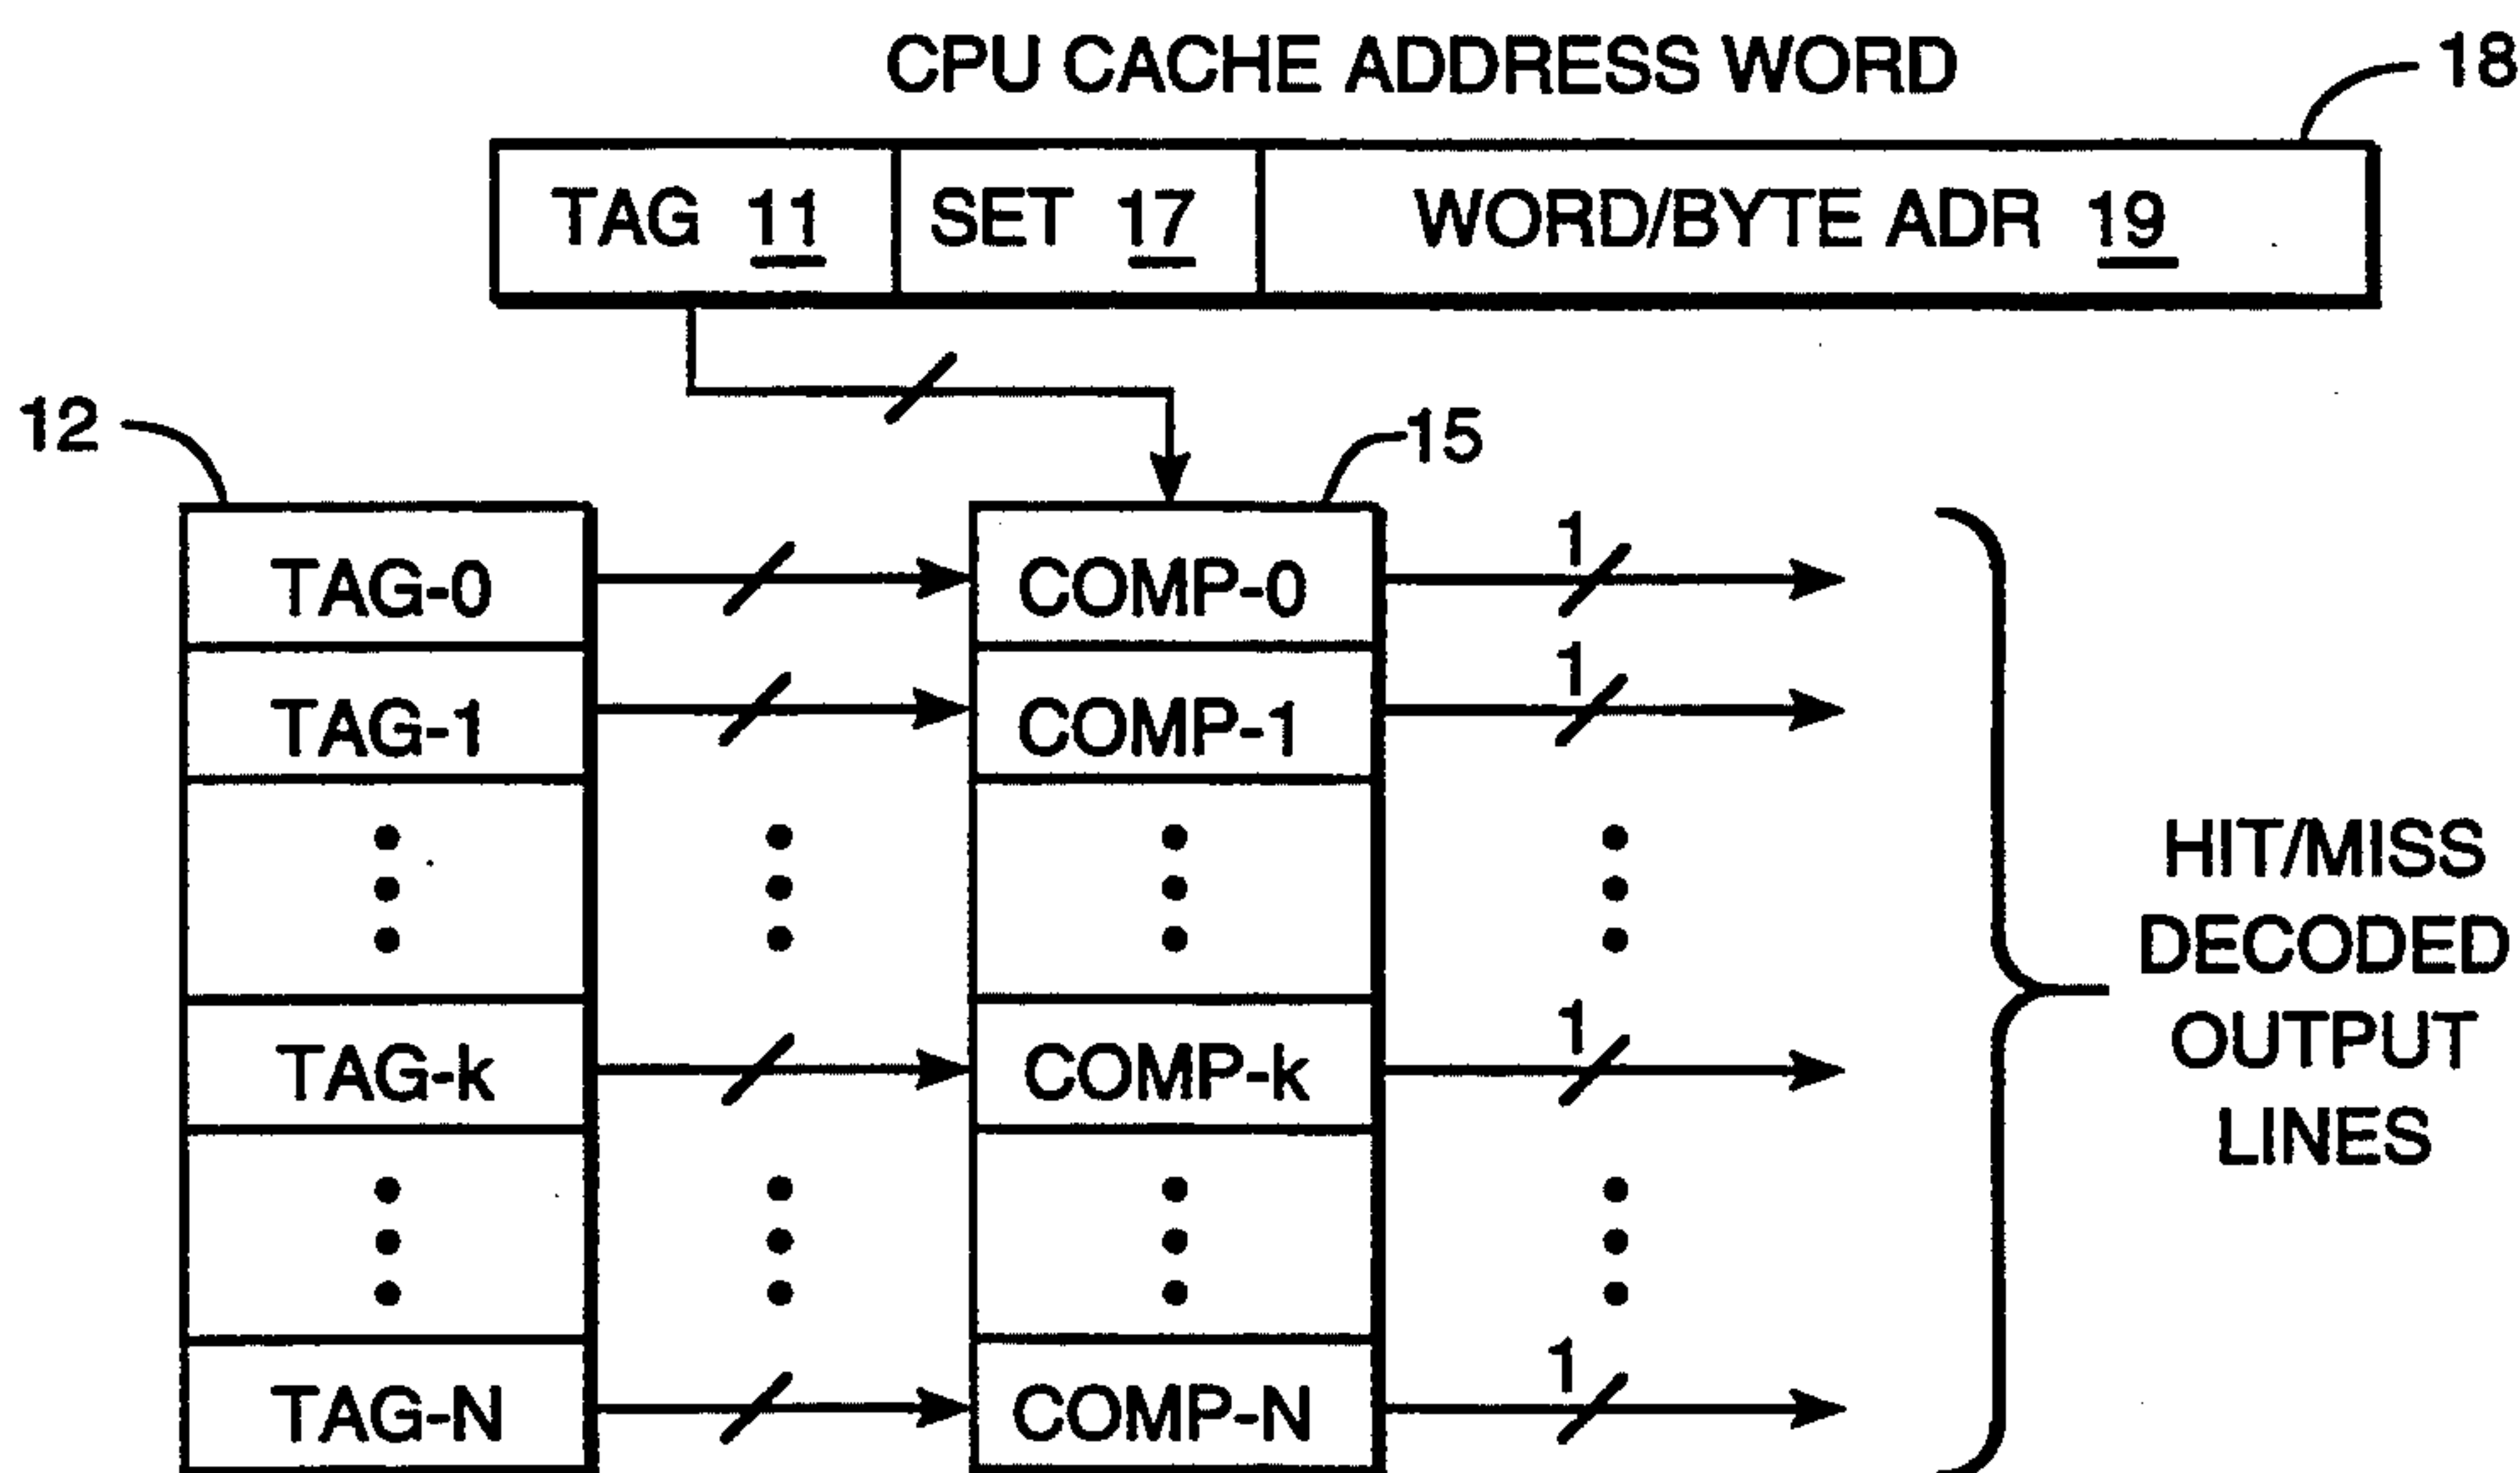 CPU CACHE ADDRESS WORD
18
TAG 11
SET 17
WORD/BYTE ADR 19
12
15
TAG-0
COMP-0
1
TAG-1
COMP-1
1
TAG-k
COMP-k
1
TAG-N
COMP-N
1
HIT/MISS
DECODED
OUTPUT
LINES